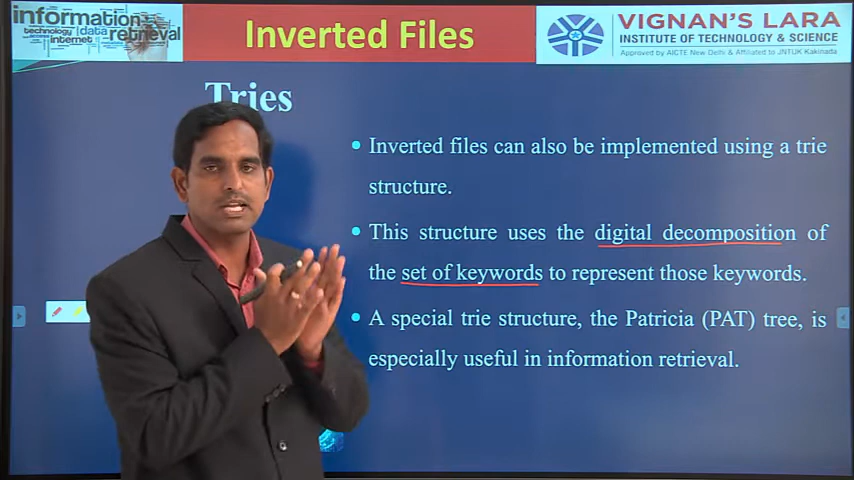 information
technology data
internet retrieval
Inverted Files
VIGNAN'S LARA
INSTITUTE OF TECHNOLOGY & SCIENCE
Approved by AICTE New Delhi & Affiliated to JNTUK Kakinada
Tries
Inverted files can also be implemented using a trie
structure.
This structure uses the digital decomposition of
the set of keywords to represent those keywords.
A special trie structure, the Patricia (PAT) tree, is
especially useful in information retrieval.